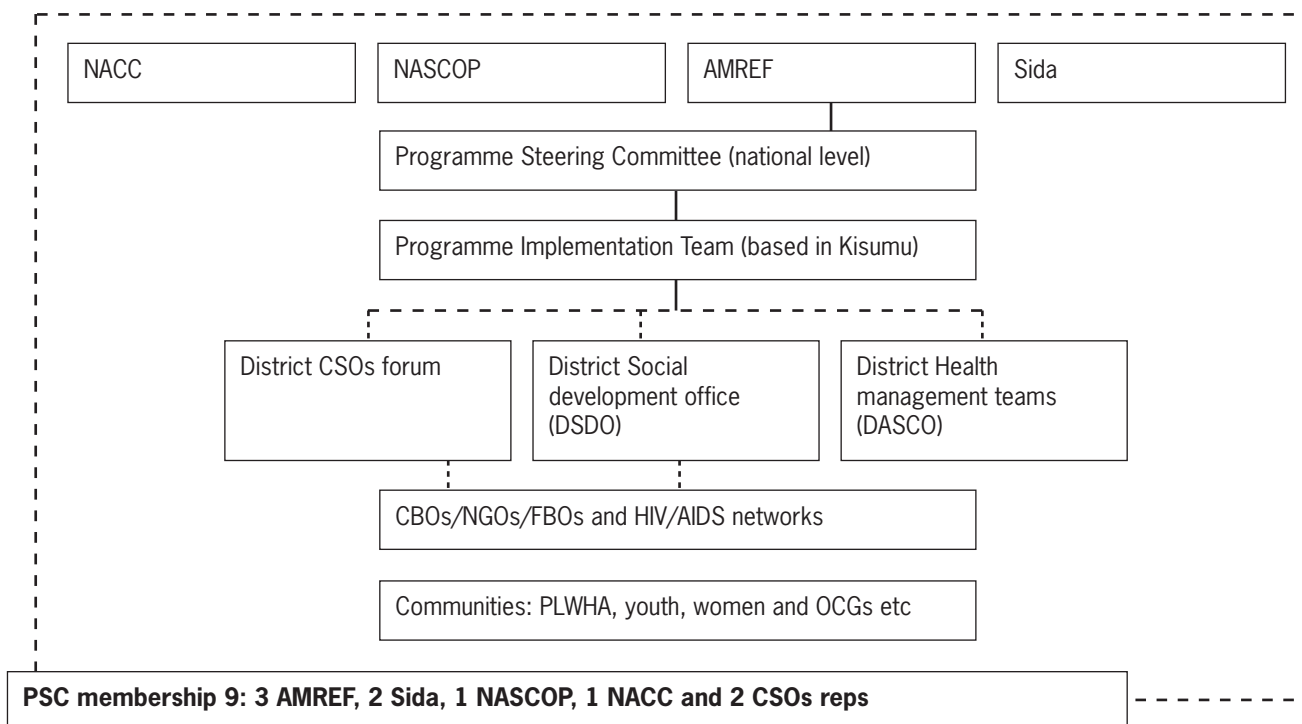 NACC
NASCOP
AMREF
Sida
Programme Steering Committee (national level)
Programme Implementation Team (based in Kisumu)
District CSOs forum
District Social
development office
(DSDO)
District Health
management teams
(DASCO)
CBOs/NGOs/FBOs and HIV/AIDS networks
Communities: PLWHA, youth, women and OCGs etc
PSC membership 9: 3 AMREF, 2 Sida, 1 NASCOP, 1 NACC and 2 CSOs reps